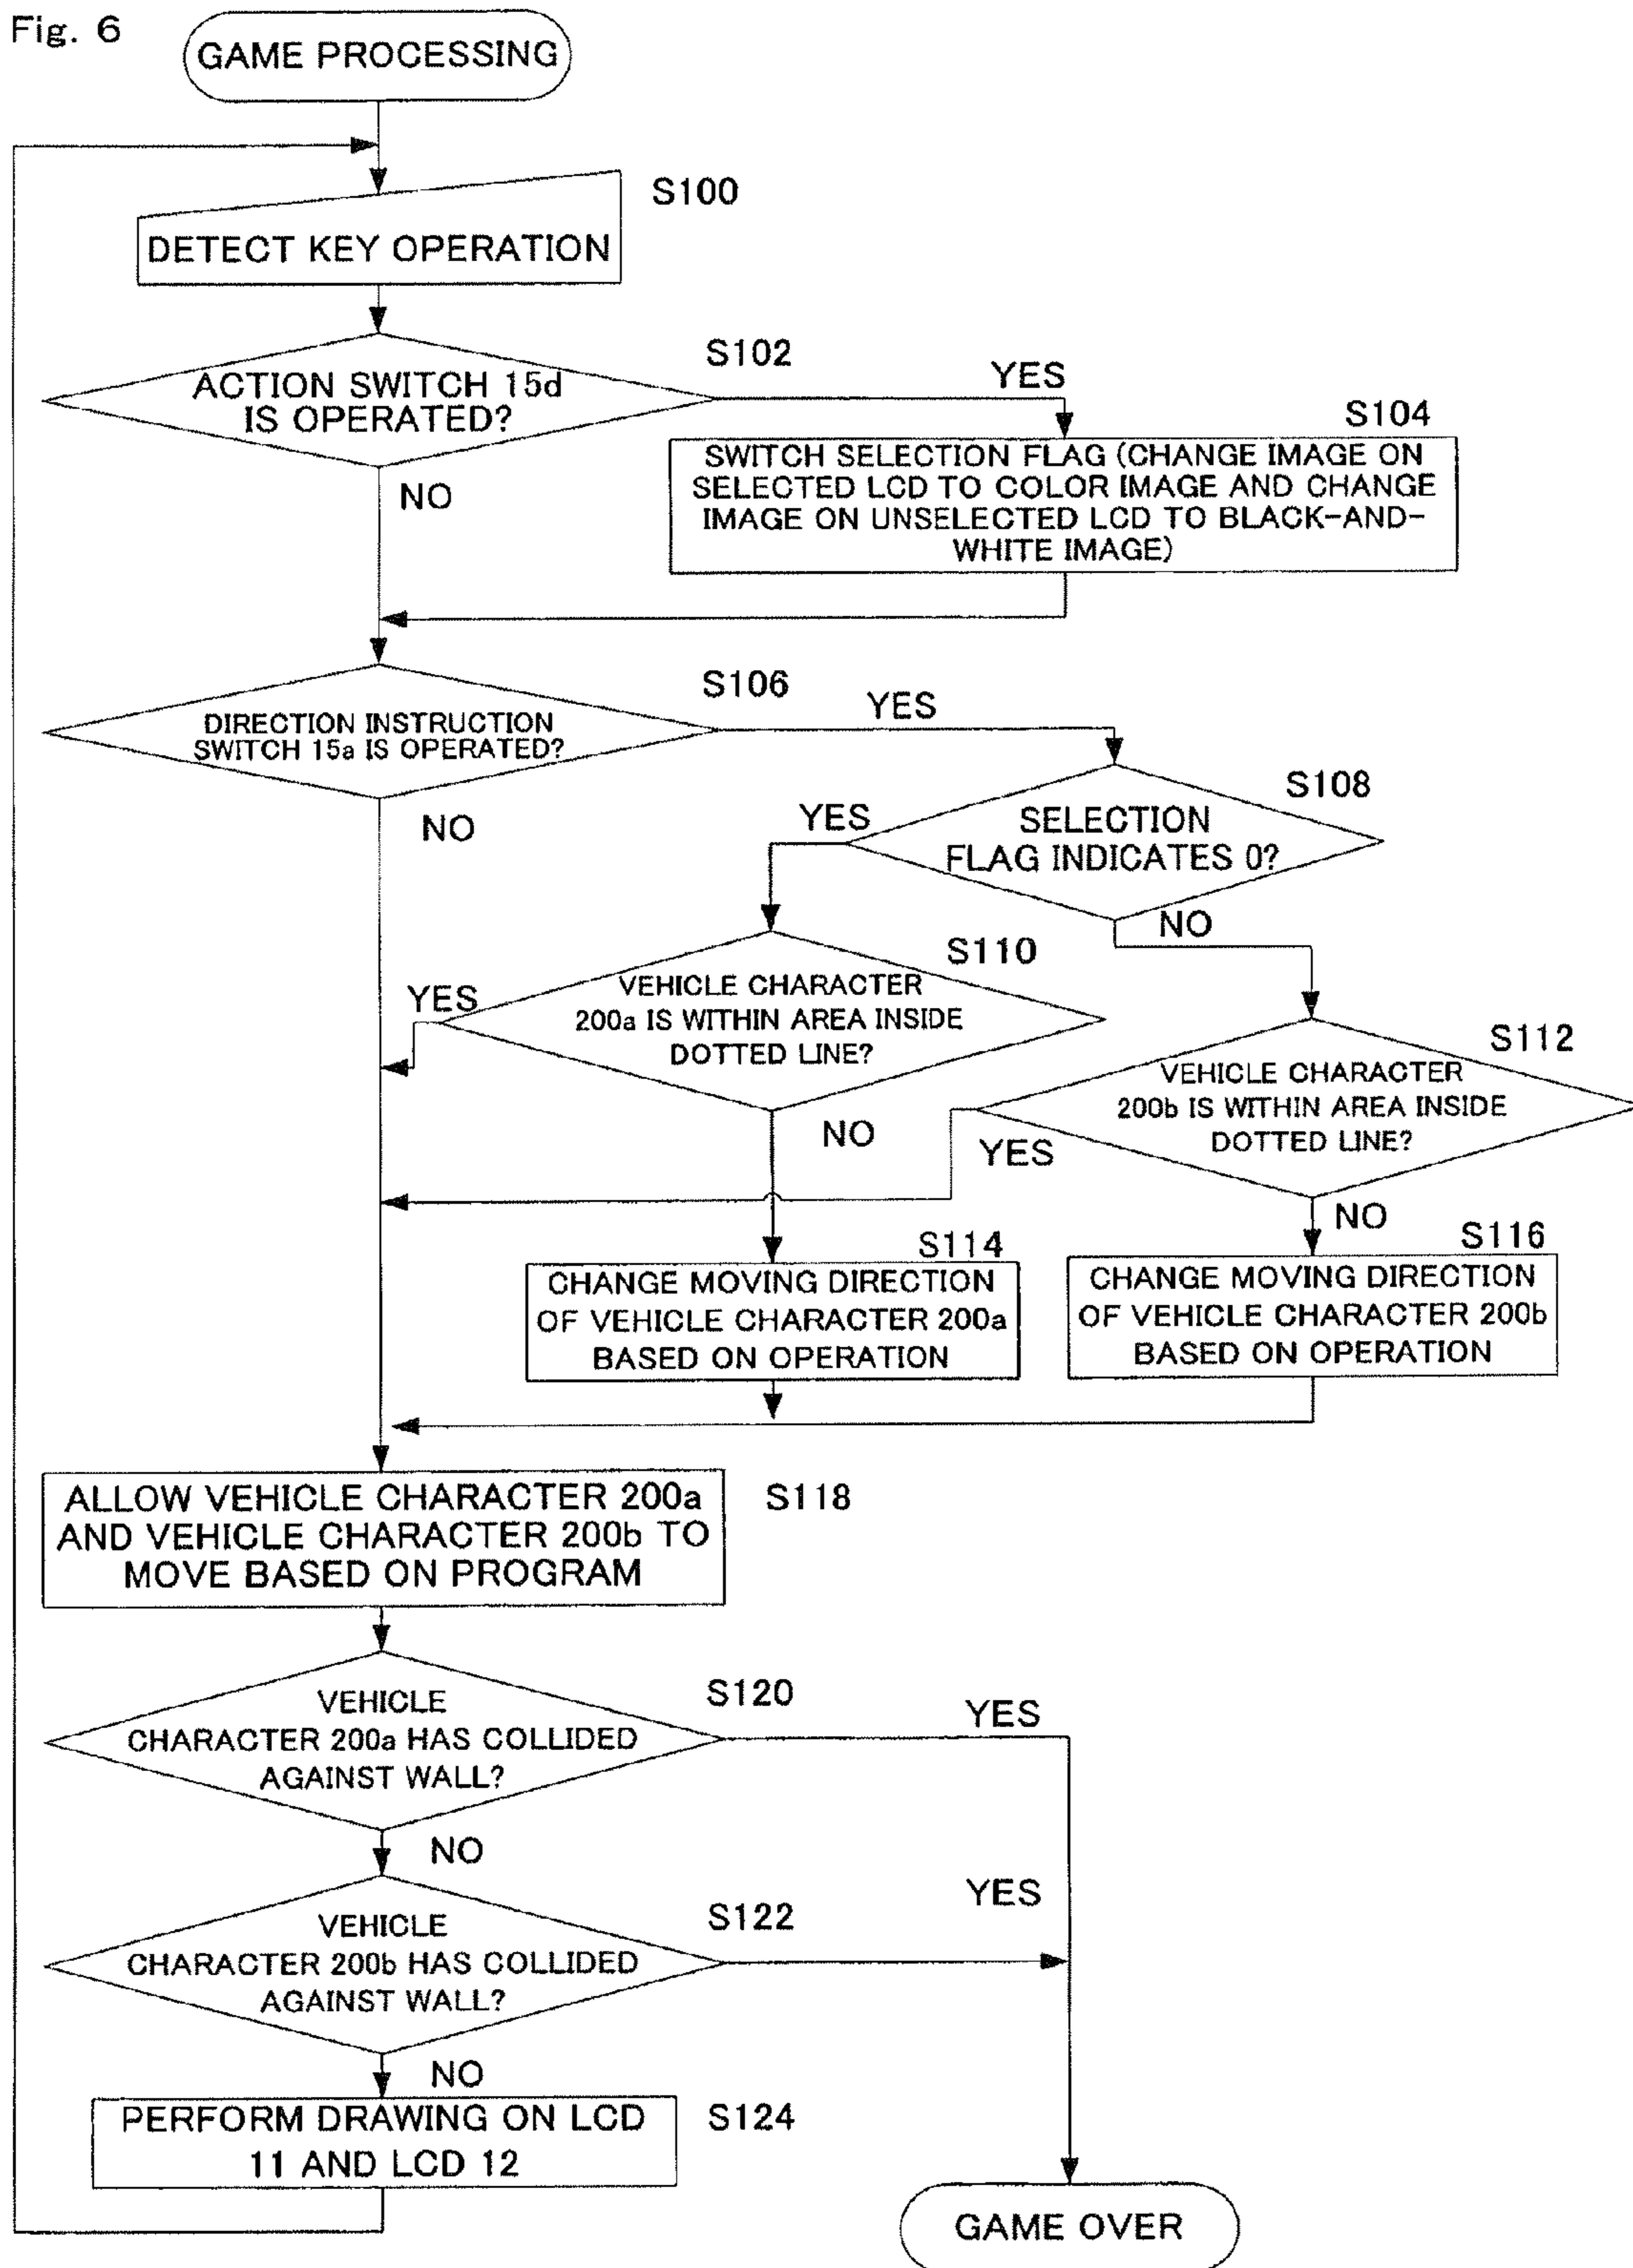 Fig. 6
GAME PROCESSING
S100
DETECT KEY OPERATION
S102
ACTION SWITCH 15d
IS OPERATED?
YES
NO
S104
SWITCH SELECTION FLAG (CHANGE IMAGE ON
SELECTED LCD TO COLOR IMAGE AND CHANGE
IMAGE ON UNSELECTED LCD TO BLACK-AND-
WHITE IMAGE)
S106
DIRECTION INSTRUCTION
SWITCH 15a IS OPERATED?
YES
NO
S108
SELECTION
FLAG INDICATES 0?
YES
NO
S110
VEHICLE CHARACTER
200a IS WITHIN AREA INSIDE
DOTTED LINE?
YES
NO
S112
VEHICLE CHARACTER
200b IS WITHIN AREA INSIDE
DOTTED LINE?
YES
NO
S114
CHANGE MOVING DIRECTION
OF VEHICLE CHARACTER 200a
BASED ON OPERATION
S116
CHANGE MOVING DIRECTION
OF VEHICLE CHARACTER 200b
BASED ON OPERATION
S118
ALLOW VEHICLE CHARACTER 200a
AND VEHICLE CHARACTER 200b TO
MOVE BASED ON PROGRAM
S120
VEHICLE
CHARACTER 200a HAS COLLIDED
AGAINST WALL?
YES
NO
S122
VEHICLE
CHARACTER 200b HAS COLLIDED
AGAINST WALL?
YES
NO
S124
PERFORM DRAWING ON LCD
11 AND LCD 12
GAME OVER